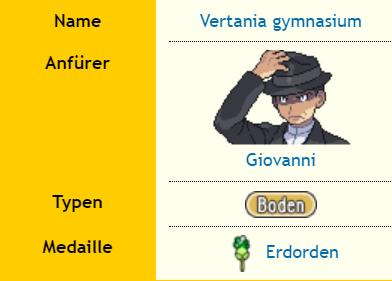 Name Vertania gymnasium
Anfürer
Giovanni
Typen Boden
Medaille Erdorden